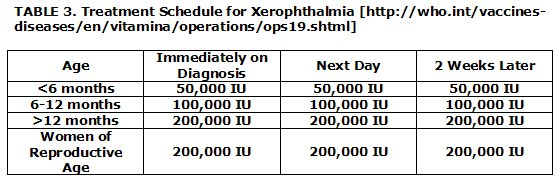 TABLE 3. Treatment Schedule for Xerophthalmia [http://who.int/vaccines-
diseases/en/vitamina/operations/ops19.shtml]
Age Immediately on Diagnosis Next Day 2 Weeks Later
<6 months 50,000 IU 50,000 IU 50,000 IU
6-12 months 100,000 IU 100,000 IU 100,000 IU
>12 months 200,000 IU 200,000 IU 200,000 IU
Women of Reproductive Age 200,000 IU 200,000 IU 200,000 IU